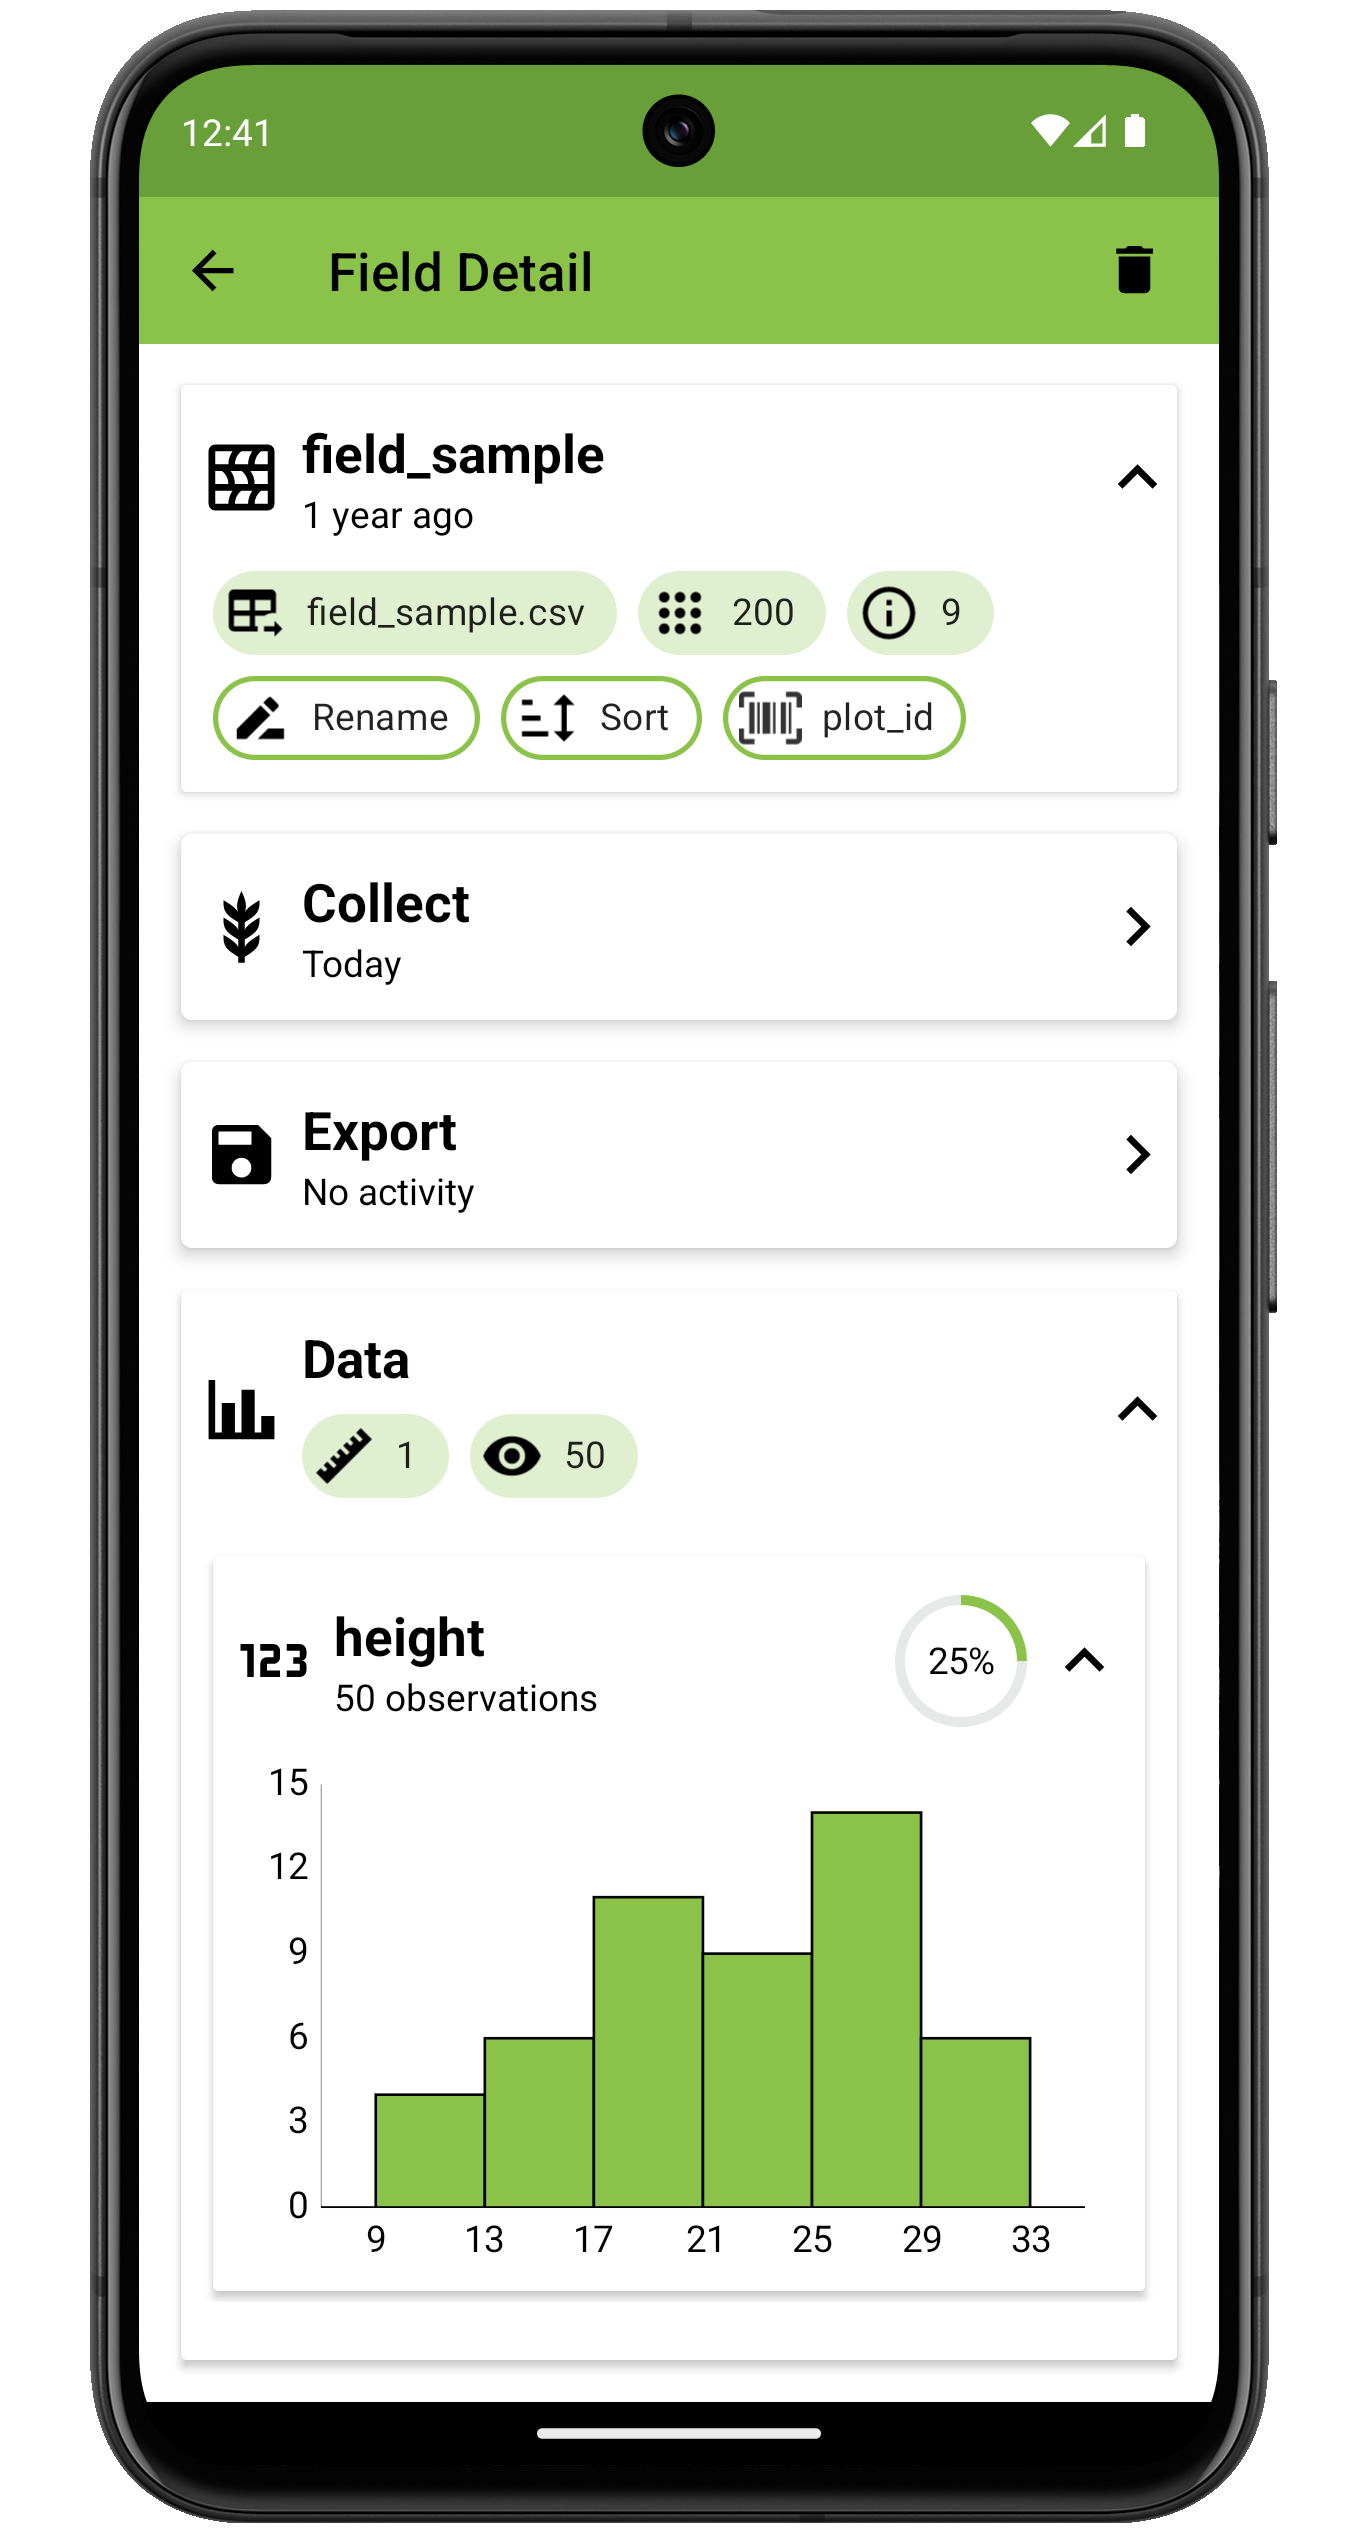 12:41
Field Detail
field_sample
1 year ago
field_sample.csv 200 9
Rename Sort plot_id
Collect
Today
Export
No activity
Data
1 50
123 height 25%
50 observations
15
12
9
6
3
0
9 13 17 21 25 29 33